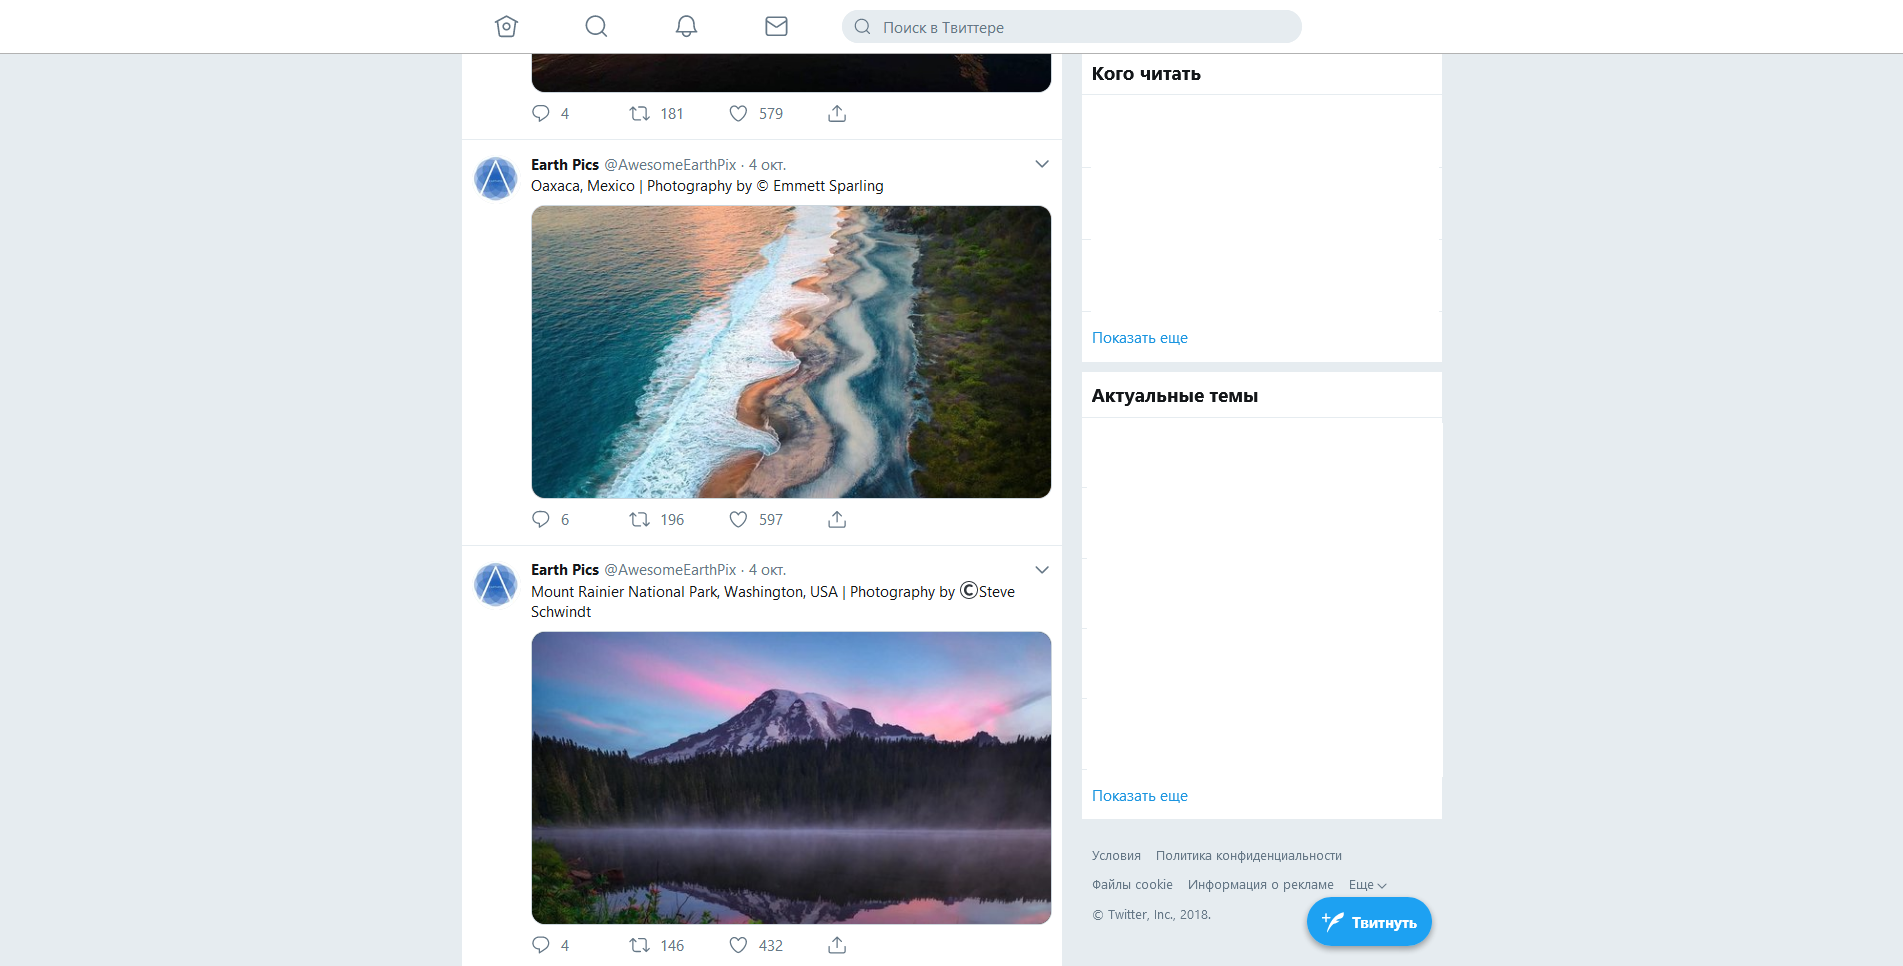 Поиск в Твиттере
4 181 579
Earth Pics @AwesomeEarthPix · 4 окт.
Oaxaca, Mexico | Photography by © Emmett Sparling
6 196 597
Earth Pics @AwesomeEarthPix · 4 окт.
Mount Rainier National Park, Washington, USA | Photography by ©Steve
Schwindt
4 146 432
Кого читать
Показать еще
Актуальные темы
Показать еще
Условия Политика конфиденциальности
Файлы cookie Информация о рекламе Еще
© Twitter, Inc., 2018.
Твитнуть